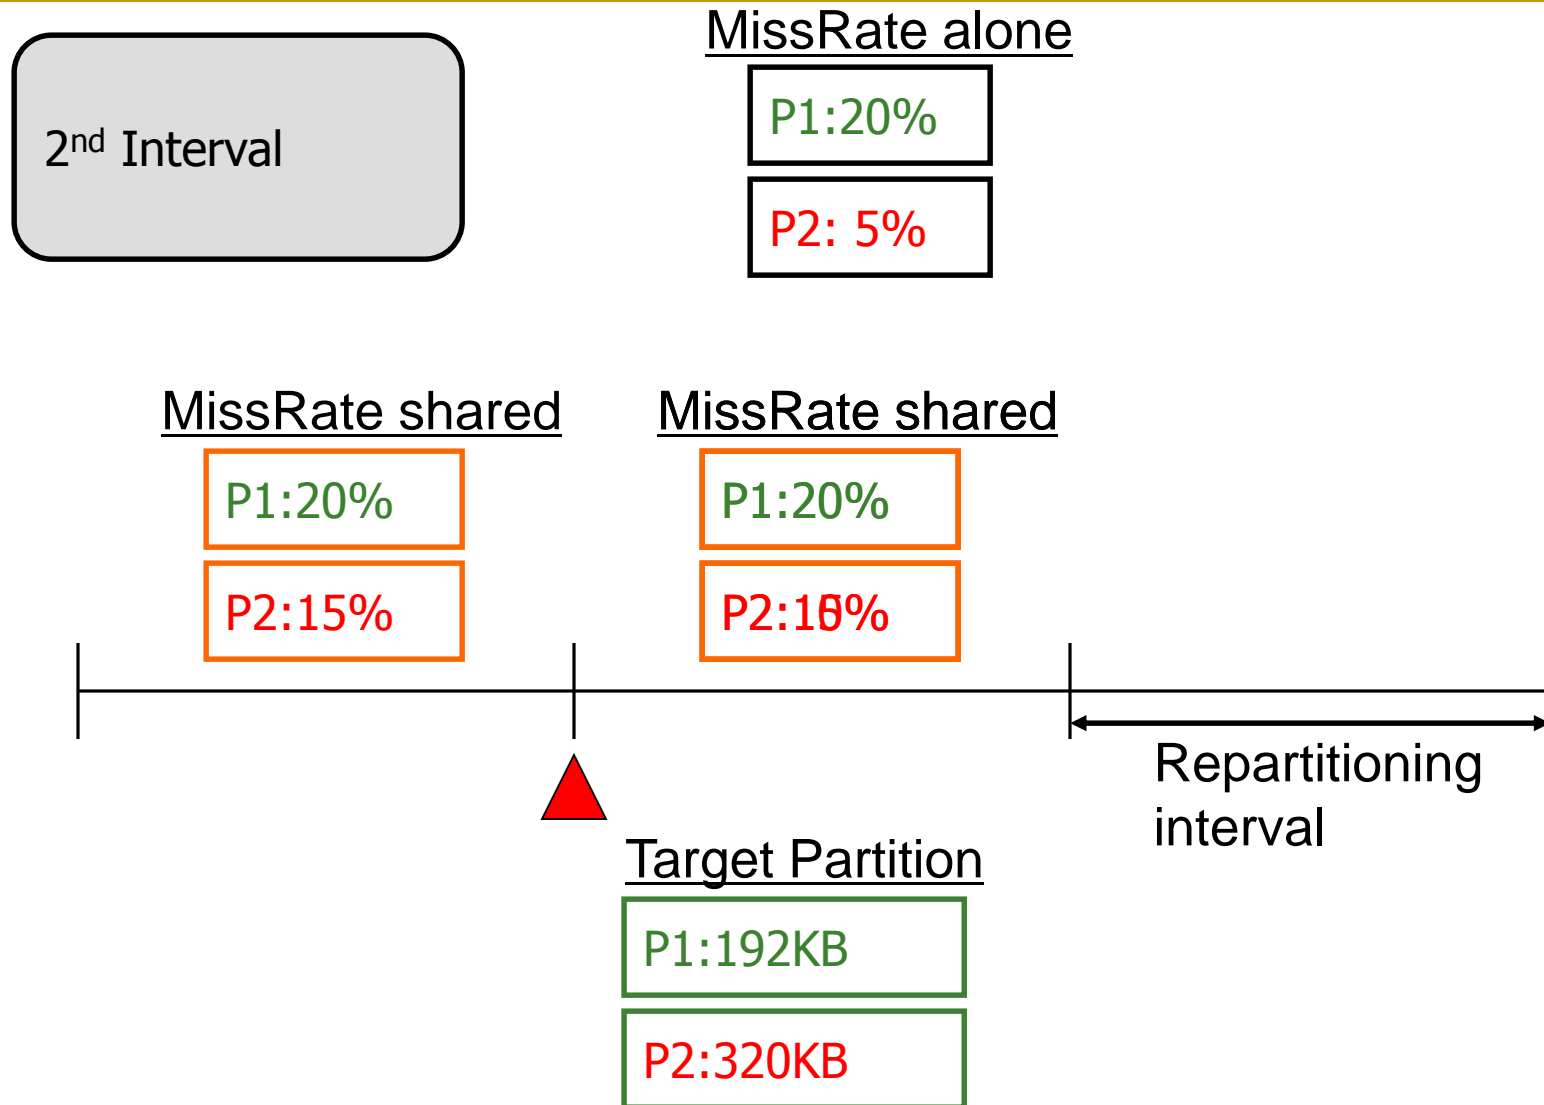 MissRate alone
2nd Interval
P1:20%
P2: 5%
MissRate shared
MissRate shared
P1:20%
P1:20%
P2:15%
P2:
Repartitioning
interval
Target Partition
P1:192KB
P2:320KB